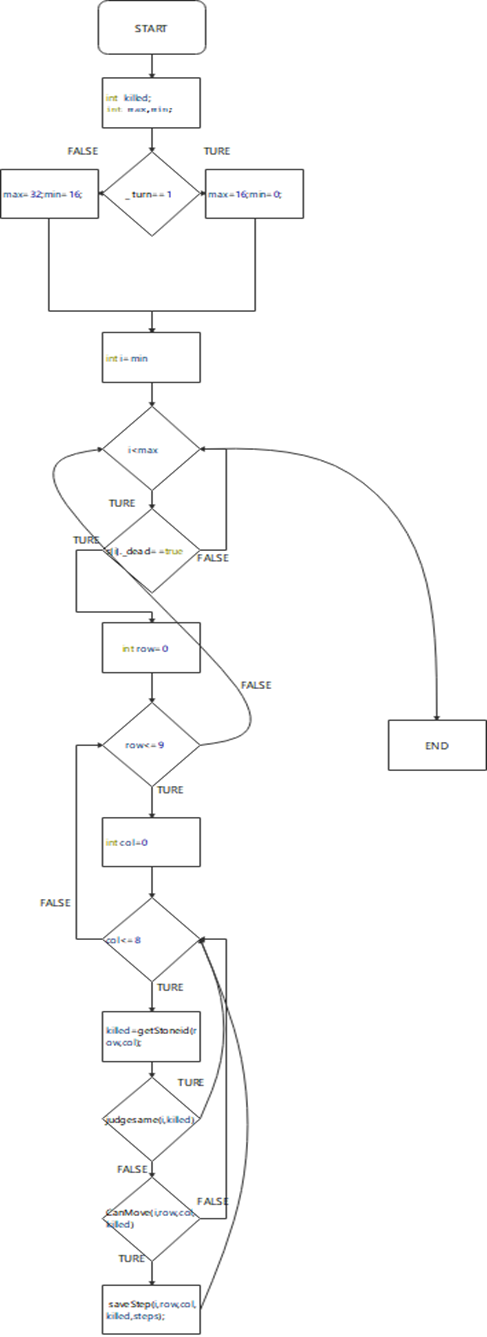 START
int killed;
int max,min;
FALSE
TURE
max=32;min=16;
_turn==1
max=16;min=0;
int i=min
i<max
TURE
TURE
s[i]._dead==true
FALSE
int row=0
FALSE
row<=9
END
TURE
int col=0
FALSE
col<=8
TURE
killed=getStoneid(r
ow,col);
TURE
judgesame(i,killed)
FALSE
FALSE
CanMove(i,row,col,
killed)
TURE
saveStep(i,row,col,
killed,steps);